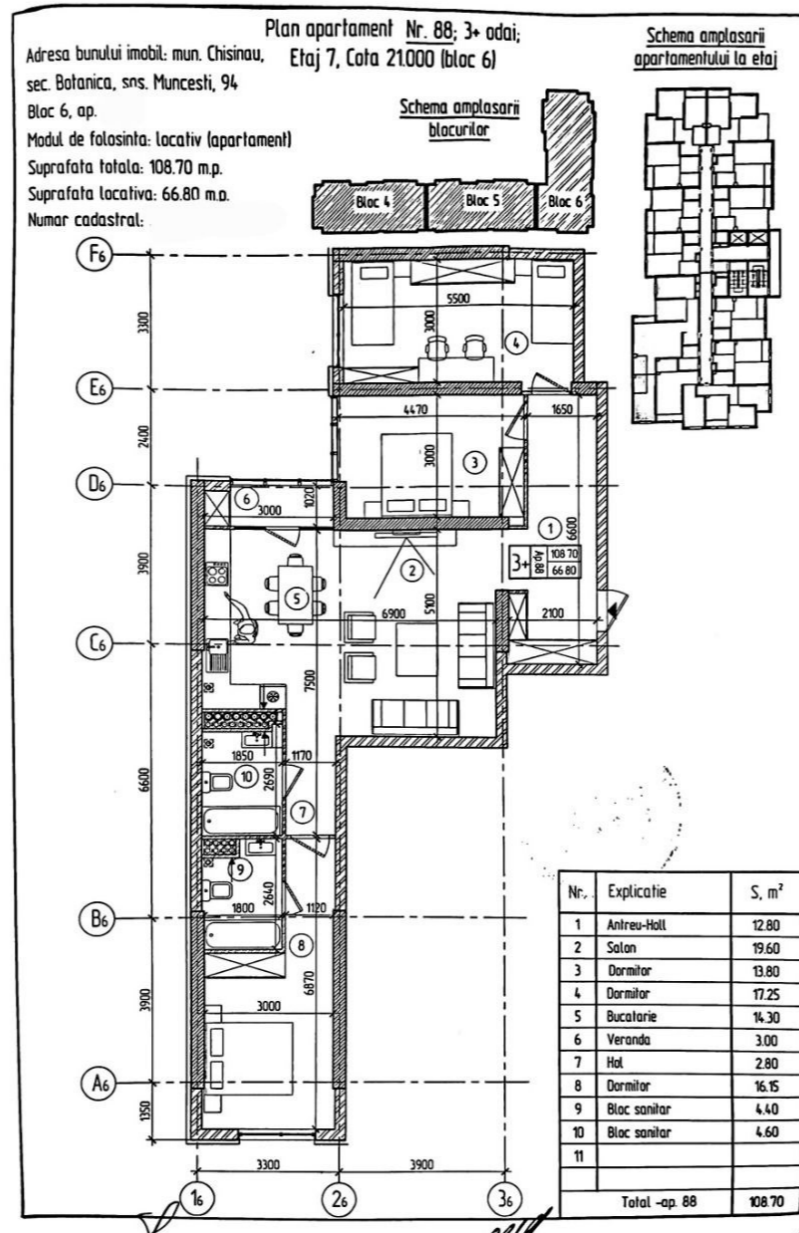 Plan apartament Nr. 88; 3+ odai;
Etaj 7, Cota 21.000 (bloc 6)
Adresa bunului imobil: mun. Chisinau,
sec. Botanica, sos. Muncesti, 94
Bloc 6, ap.
Modul de folosinta: locativ (apartament)
Suprafata totala: 108.70 m.p.
Suprafata locativa: 66.80 m.p.
Numar cadastral:
Schema amplasarii
blocurilor
Bloc 4
Bloc 5
Bloc 6
Schema amplasarii
apartamentului la etaj
F6
3300
5500
3000
4
E6
2400
4470
1650
3000
3
D6
6
1020
3000
1
6600
3900
2
3+
Ap.88
108 70
66 80
5
6900
5100
2100
C6
7500
6600
1850
1170
10
2690
7
9
2640
1800
1120
B6
8
6870
3900
3000
A6
1350
3300
3900
16
26
36
Nr. Explicatie S, m²
1 Antreu-Holl 12.80
2 Salon 19.60
3 Dormitor 13.80
4 Dormitor 17.25
5 Bucatarie 14.30
6 Veranda 3.00
7 Hol 2.80
8 Dormitor 16.15
9 Bloc sanitar 4.40
10 Bloc sanitar 4.60
11
Total -ap. 88 108.70